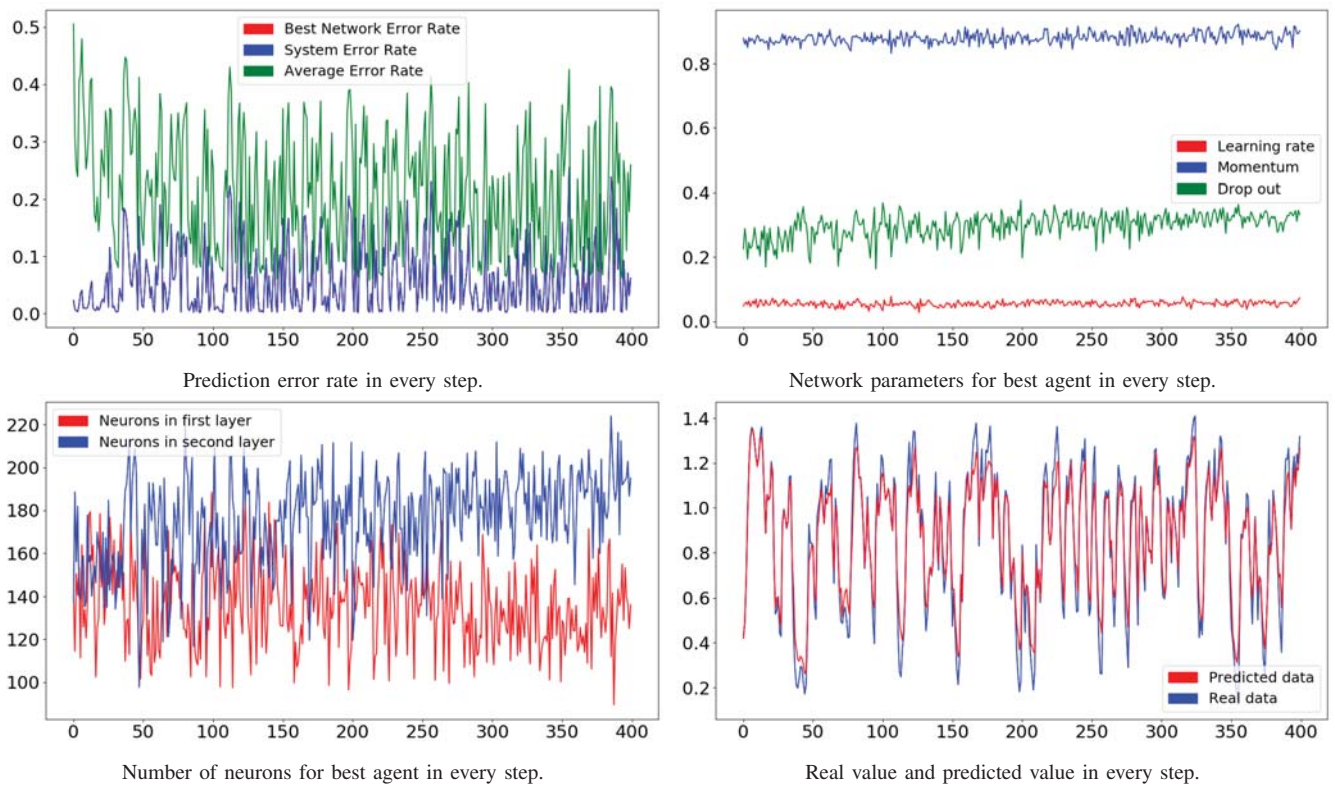 0.5
0.4
0.3
0.2
0.1
0.0
Best Network Error Rate
System Error Rate
Average Error Rate
0 50 100 150 200 250 300 350 400
Prediction error rate in every step.
0.8
0.6
0.4
0.2
0.0
Learning rate
Momentum
Drop out
0 50 100 150 200 250 300 350 400
Network parameters for best agent in every step.
220
200
180
160
140
120
100
Neurons in first layer
Neurons in second layer
0 50 100 150 200 250 300 350 400
Number of neurons for best agent in every step.
1.4
1.2
1.0
0.8
0.6
0.4
0.2
Predicted data
Real data
0 50 100 150 200 250 300 350 400
Real value and predicted value in every step.